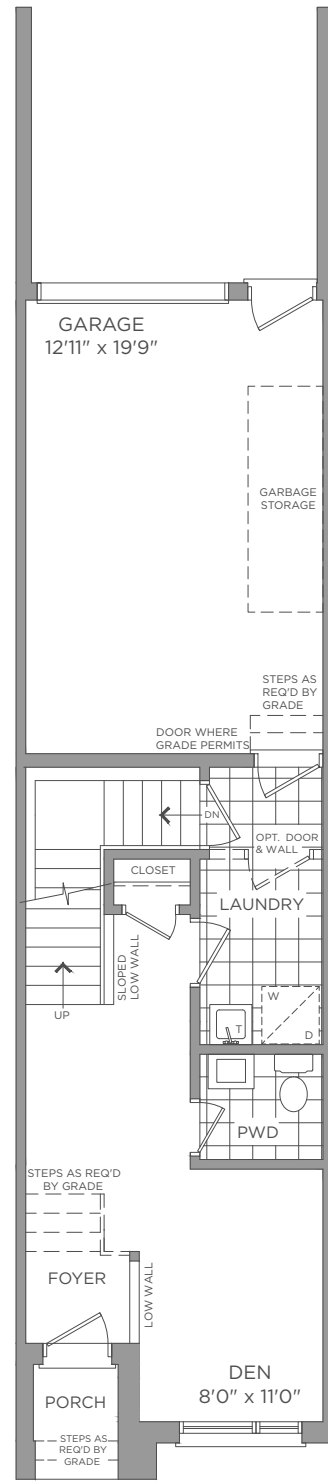 GARAGE
12'11" x 19'9"
GARBAGE
STORAGE
STEPS AS
REQ'D BY
GRADE
DOOR WHERE
GRADE PERMITS
DN
OPT. DOOR
& WALL
CLOSET
LAUNDRY
SLOPED
LOW WALL
UP
W
D
T
PWD
STEPS AS REQ'D
BY GRADE
FOYER
LOW WALL
DEN
8'0" x 11'0"
PORCH
STEPS AS
REQ'D BY
GRADE